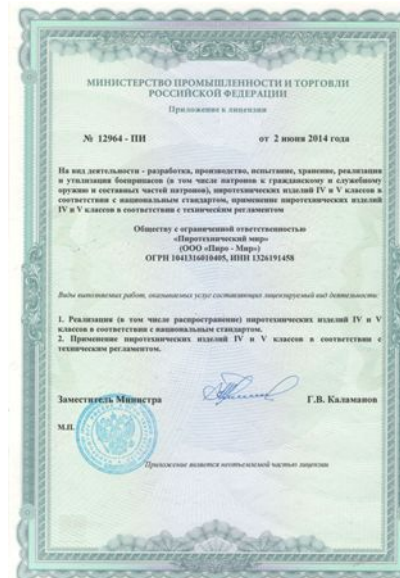 МИНИСТЕРСТВО ПРОМЫШЛЕННОСТИ И ТОРГОВЛИ
РОССИЙСКОЙ ФЕДЕРАЦИИ
Приложение к лицензии
№ 12964 - ПИ от 2 июня 2014 года
На вид деятельности - разработка, производство, испытание, хранение, реализация
и утилизация боеприпасов (в том числе патронов к гражданскому и служебному
оружию и составных частей патронов), пиротехнических изделий IV и V классов в
соответствии с национальным стандартом, применение пиротехнических изделий
IV и V классов в соответствии с техническим регламентом
Обществу с ограниченной ответственностью
«Пиротехнический мир»
(ООО «Пиро - Мир»)
ОГРН 1041316010405, ИНН 1326191458
Виды выполняемых работ, оказываемых услуг составляющих лицензируемый вид деятельности:
1. Реализация (в том числе распространение) пиротехнических изделий IV и V
классов в соответствии с национальным стандартом.
2. Применение пиротехнических изделий IV и V классов в соответствии с
техническим регламентом.
Заместитель Министра Г.В. Каламанов
М.П.
Приложение является неотъемлемой частью лицензии